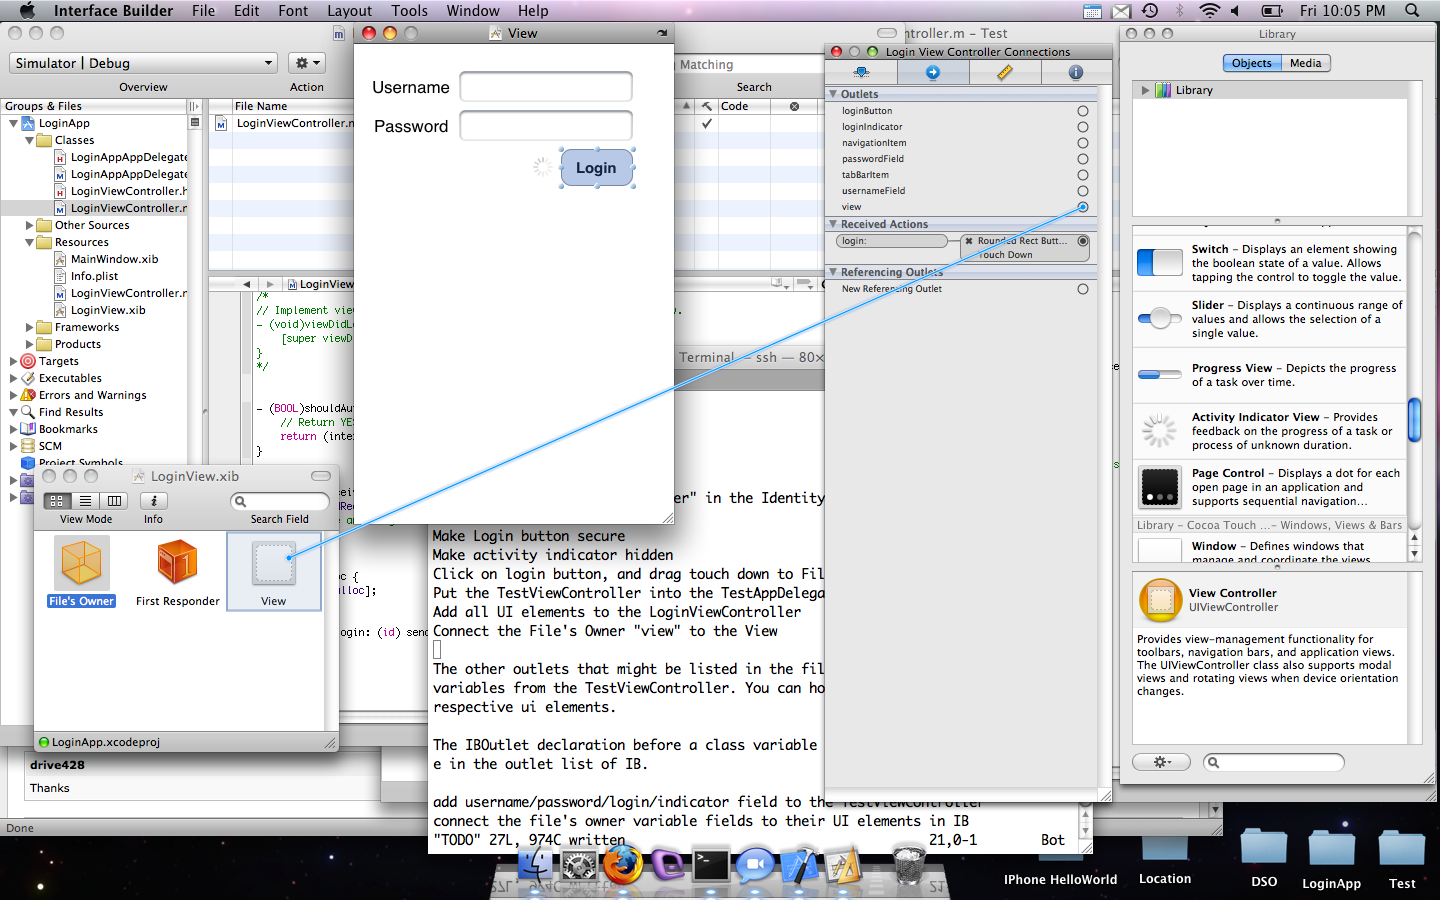 Interface Builder File Edit Font Layout Tools Window Help
Fri 10:05 PM
View
Controller.m - Test
Library
Simulator | Debug
Overview
Action
Matching
Search
Groups & Files
File Name
Code
LoginViewController.m
LoginApp
Classes
LoginAppAppDelegate
LoginAppAppDelegate
LoginViewController.h
LoginViewController.m
Other Sources
Resources
MainWindow.xib
Info.plist
LoginViewController.m
LoginView.xib
Frameworks
Products
Targets
Executables
Errors and Warnings
Find Results
Bookmarks
SCM
Project Symbols
Username
Password
Login
LoginView
/*
// Implement view
- (void)viewDidLo
[super viewD
}
*/
- (BOOL)shouldAut
// Return YES
return (inter
}
Login View Controller Connections
Outlets
loginButton
loginIndicator
navigationItem
passwordField
tabBarItem
usernameField
view
Received Actions
login:
Rounded Rect Butt...
Touch Down
Referencing Outlets
New Referencing Outlet
Objects Media
Library
Switch - Displays an element showing
the boolean state of a value. Allows
tapping the control to toggle the value.
Slider - Displays a continuous range of
values and allows the selection of a
single value.
Progress View - Depicts the progress
of a task over time.
Activity Indicator View - Provides
feedback on the progress of a task or
process of unknown duration.
Page Control - Displays a dot for each
open page in an application and
supports sequential navigation...
Library - Cocoa Touch ...- Windows, Views & Bars
Window - Defines windows that
manage and coordinate the views
View Controller
UIViewController
Provides view-management functionality for
toolbars, navigation bars, and application views.
The UIViewController class also supports modal
views and rotating views when device orientation
changes.
LoginView.xib
View Mode
Info
Search Field
File's Owner
First Responder
View
LoginApp.xcodeproj
oc {
lloc];
ogin: (id) send
Terminal — ssh — 80×
er" in the Identity
Make Login button secure
Make activity indicator hidden
Click on login button, and drag touch down to Fil
Put the TestViewController into the TestAppDelega
Add all UI elements to the LoginViewController
Connect the File's Owner "view" to the View
The other outlets that might be listed in the fil
variables from the TestViewController. You can ho
respective ui elements.
The IBOutlet declaration before a class variable
e in the outlet list of IB.
add username/password/login/indicator field to the TestViewController
connect the file's owner variable fields to their UI elements in IB
"TODO" 27L, 974C written 21,0-1 Bot
drive428
Thanks
Done
IPhone HelloWorld
Location
DSO
LoginApp
Test